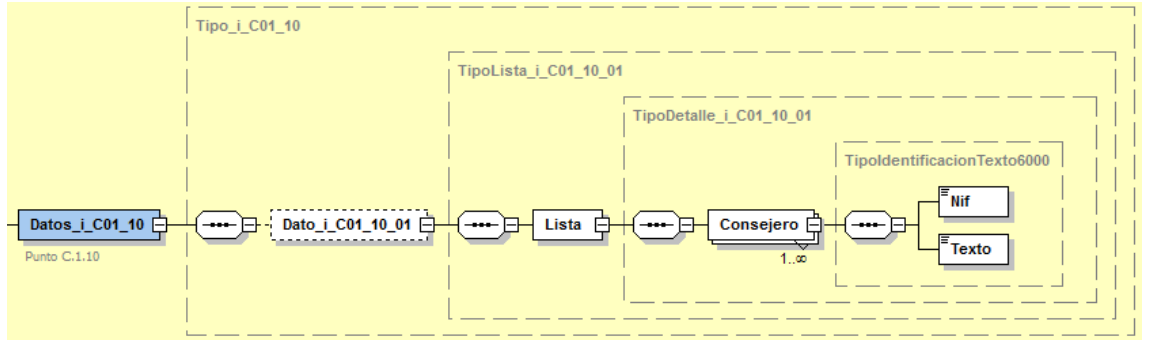 Tipo_i_C01_10
TipoLista_i_C01_10_01
TipoDetalle_i_C01_10_01
TipoIdentificacionTexto6000
Datos_i_C01_10
Dato_i_C01_10_01
Lista
Consejero
Nif
Texto
Punto C.1.10
1..∞